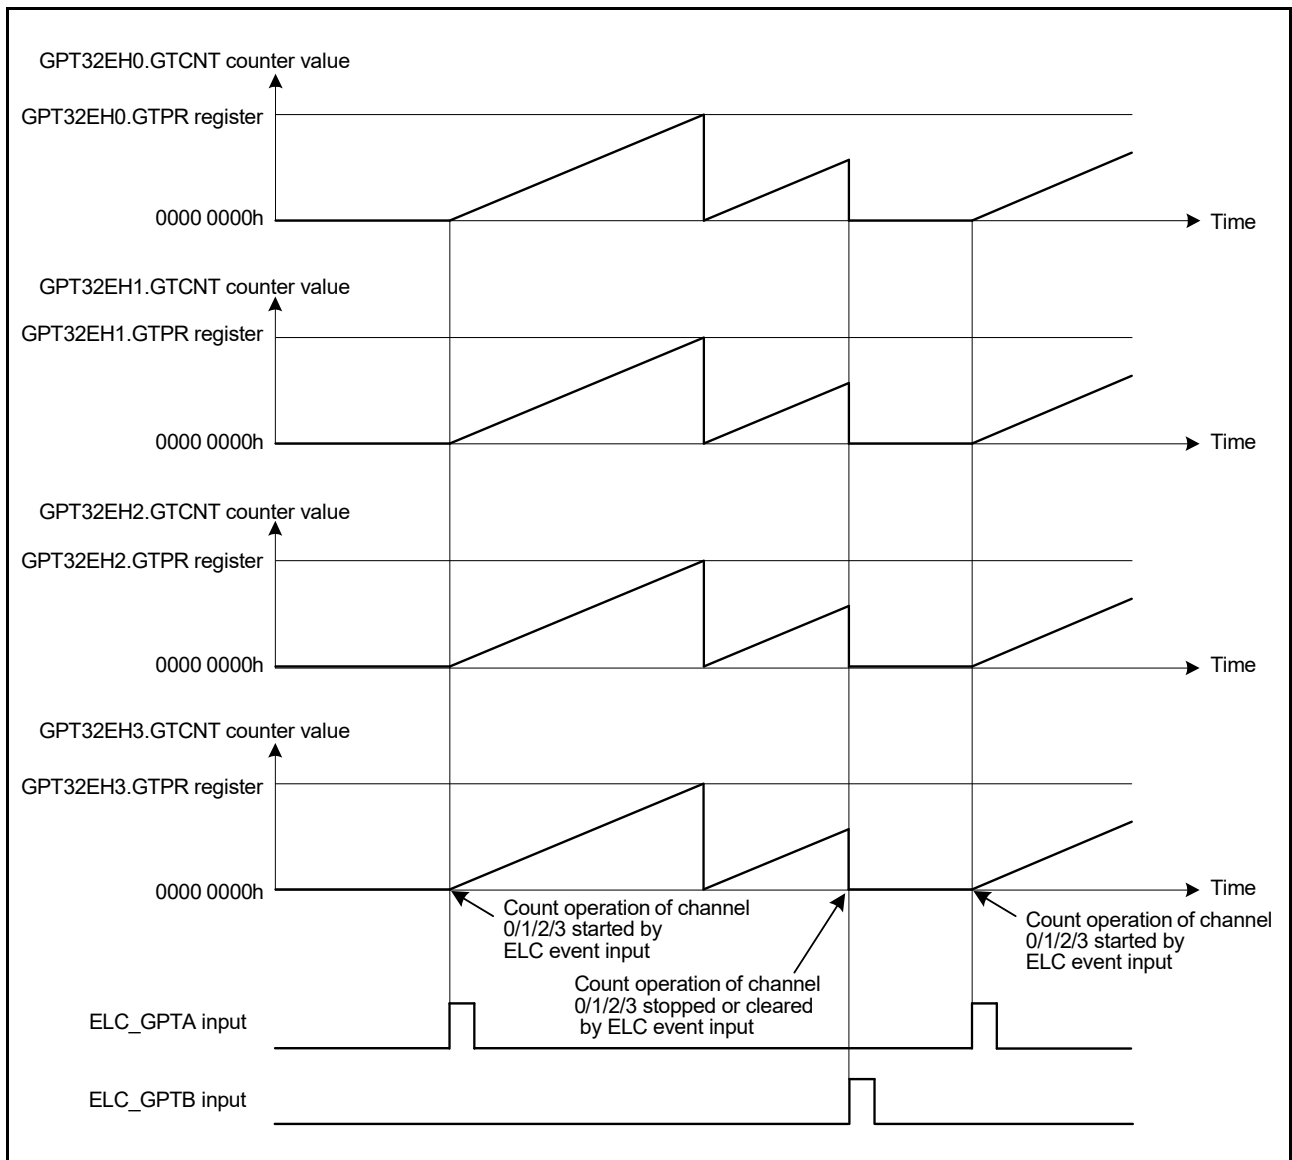 GPT32EH0.GTCNT counter value
GPT32EH0.GTPR register
0000 0000h
Time
GPT32EH1.GTCNT counter value
GPT32EH1.GTPR register
0000 0000h
Time
GPT32EH2.GTCNT counter value
GPT32EH2.GTPR register
0000 0000h
Time
GPT32EH3.GTCNT counter value
GPT32EH3.GTPR register
0000 0000h
Time
Count operation of channel
0/1/2/3 started by
ELC event input
Count operation of channel
0/1/2/3 stopped or cleared
by ELC event input
Count operation of channel
0/1/2/3 started by
ELC event input
ELC_GPTA input
ELC_GPTB input